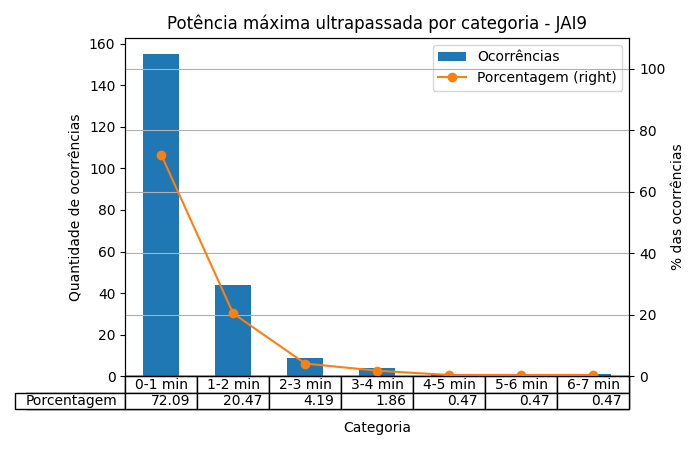 Potência máxima ultrapassada por categoria - JAI9
Ocorrências
Porcentagem (right)
Quantidade de ocorrências
160
140
120
100
80
60
40
20
0
% das ocorrências
100
80
60
40
20
0
0-1 min 1-2 min 2-3 min 3-4 min 4-5 min 5-6 min 6-7 min
Porcentagem 72.09 20.47 4.19 1.86 0.47 0.47 0.47
Categoria